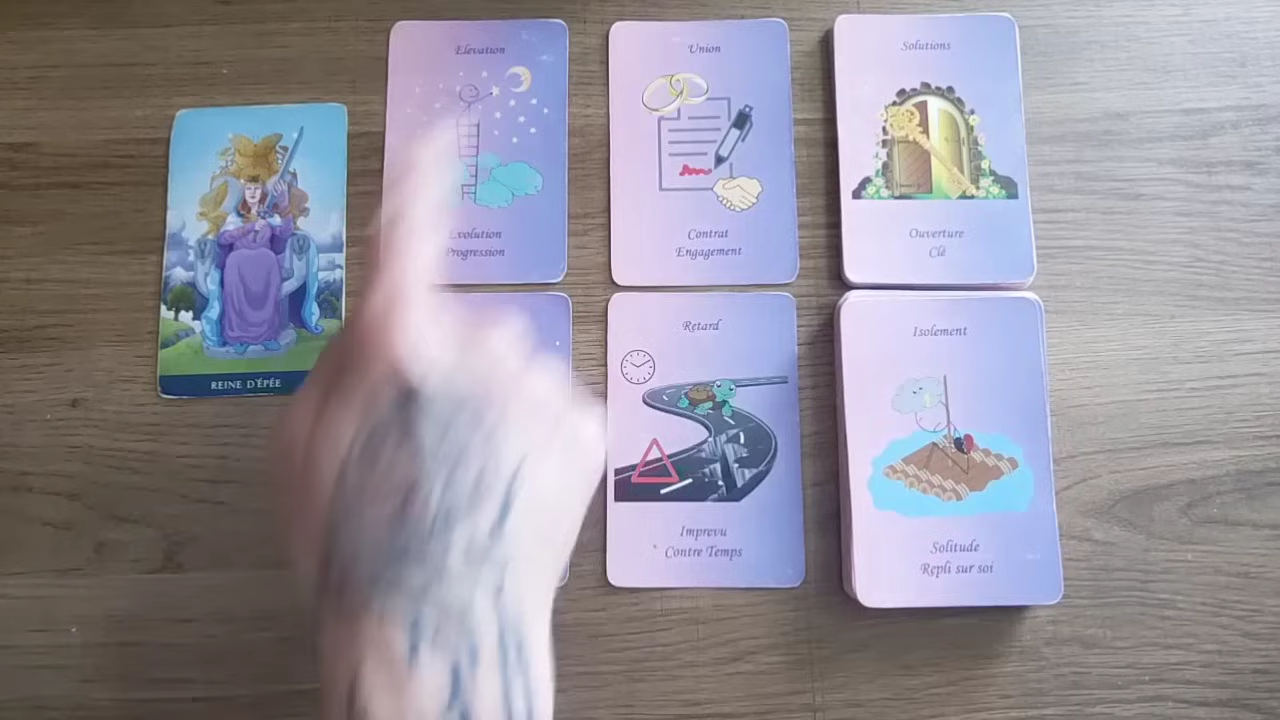 Elevation
Evolution
Progression
Union
Contrat
Engagement
Solutions
Ouverture
Clé
REINE D'ÉPÉE
Retard
Imprevu
Contre Temps
Isolement
Solitude
Repli sur soi